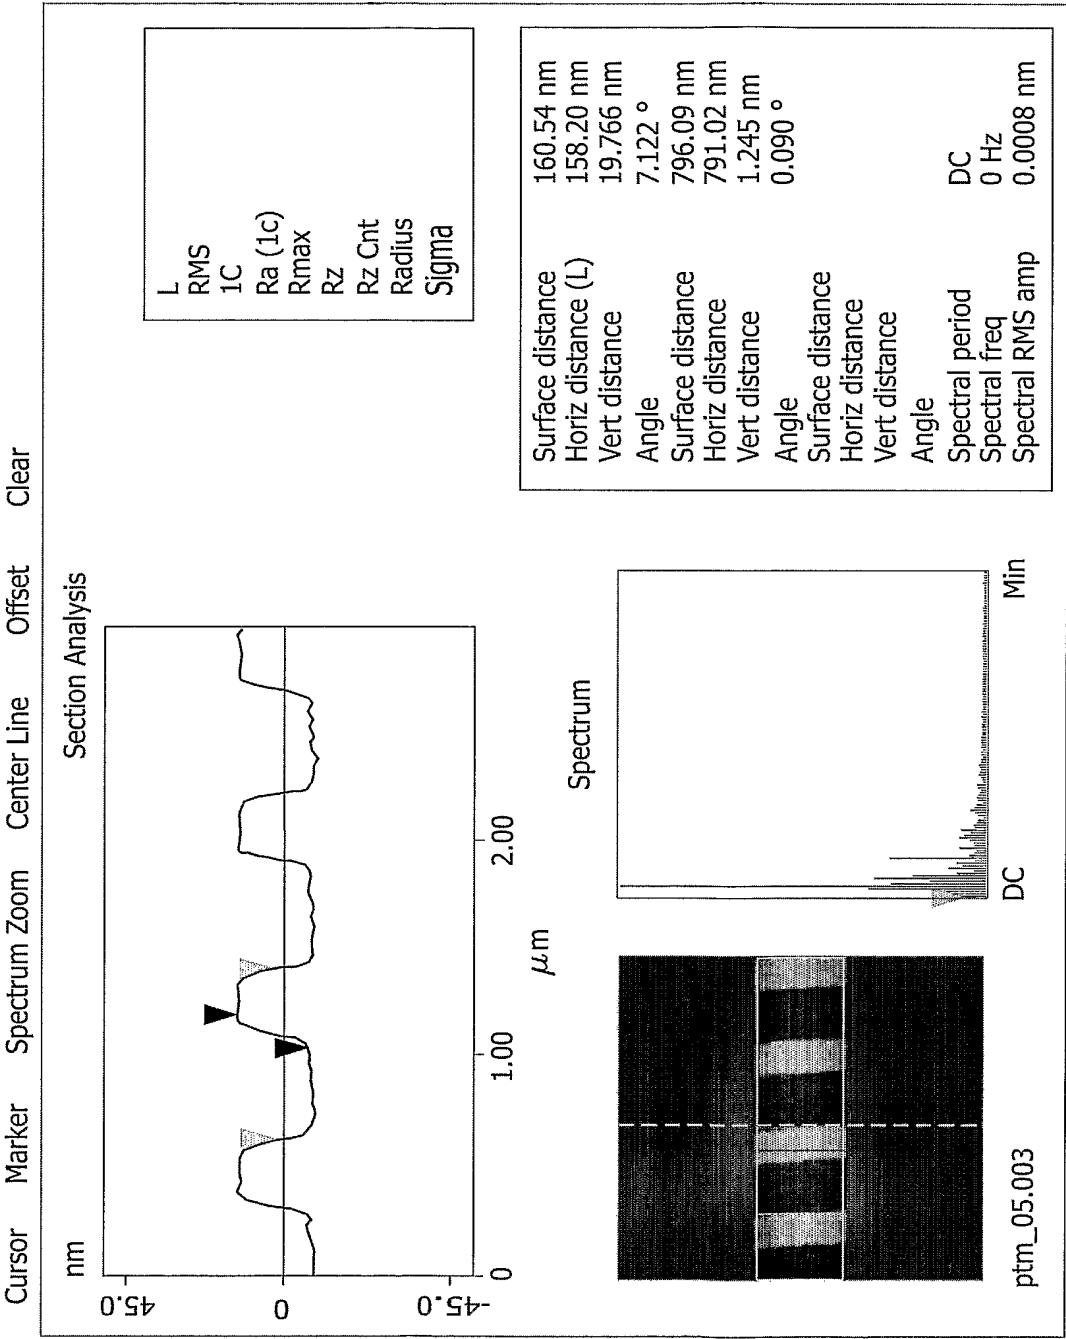 Cursor Marker Spectrum Zoom Center Line Offset Clear
Section Analysis
nm
45.0
0
-45.0
0
1.00
2.00
μm
L
RMS
1C
Ra (1c)
Rmax
Rz
Rz Cnt
Radius
Sigma
ptm_05.003
Spectrum
DC
Min
Surface distance 160.54 nm
Horiz distance (L) 158.20 nm
Vert distance 19.766 nm
Angle 7.122 °
Surface distance 796.09 nm
Horiz distance 791.02 nm
Vert distance 1.245 nm
Angle 0.090 °
Surface distance
Horiz distance
Vert distance
Angle
Spectral period DC
Spectral freq 0 Hz
Spectral RMS amp 0.0008 nm